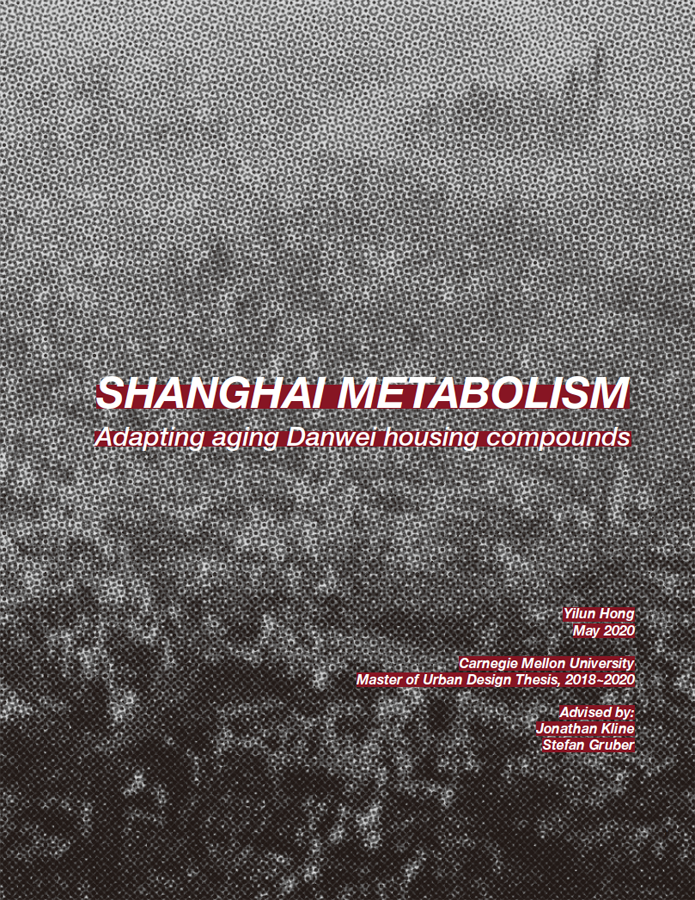 SHANGHAI METABOLISM
Adapting aging Danwei housing compounds
Yilun Hong
May 2020
Carnegie Mellon University
Master of Urban Design Thesis, 2018~2020
Advised by:
Jonathan Kline
Stefan Gruber